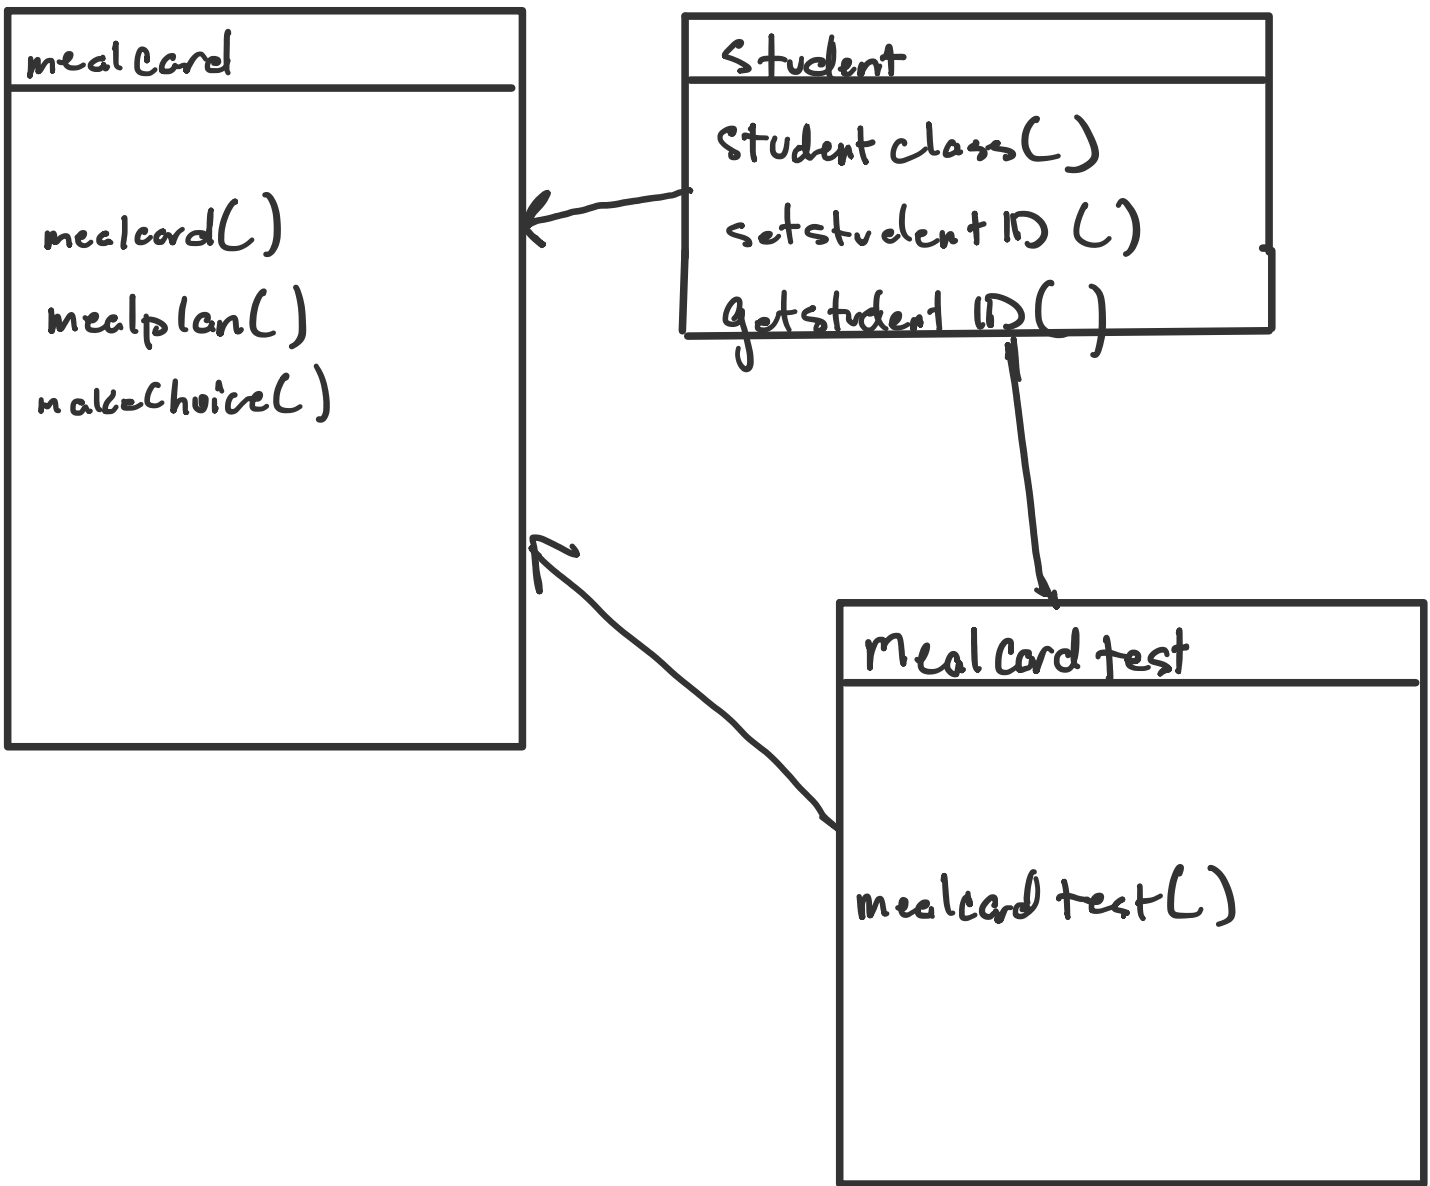 mealcard
mealcard()
mealplan()
makechoice()
Student
Student class()
setstudent ID ()
getstudent ID()
Mealcard test
mealcard test()